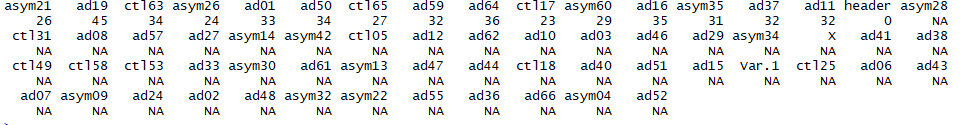 asym21 ad19 ctl63 asym26 ad01 ad50 ctl65 ad59 ad64 ctl17 asym60 ad16 asym35 ad37 ad11 header asym28
26 45 34 24 33 34 27 32 36 23 29 35 31 32 32 0 NA
ctl31 ad08 ad57 ad27 asym14 asym42 ctl05 ad12 ad62 ad10 ad03 ad46 ad29 asym34 X ad41 ad38
NA NA NA NA NA NA NA NA NA NA NA NA NA NA NA NA NA
ctl49 ctl58 ctl53 ad33 asym30 ad61 asym13 ad47 ad44 ctl18 ad40 ad51 ad15 Var.1 ctl25 ad06 ad43
NA NA NA NA NA NA NA NA NA NA NA NA NA NA NA NA NA
ad07 asym09 ad24 ad02 ad48 asym32 asym22 ad55 ad36 ad66 asym04 ad52
NA NA NA NA NA NA NA NA NA NA NA NA